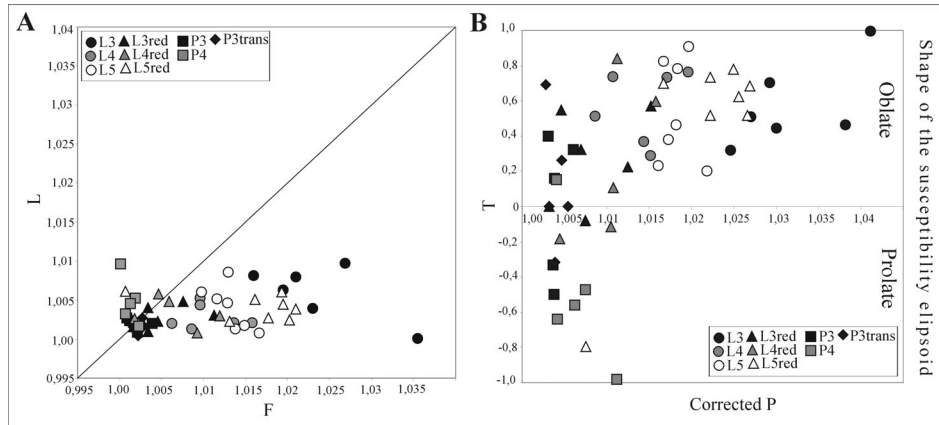 A
L
1,04
1,04
1,03
1,02
1,015
1,01
1,005
1,00
0,995
0,995
1,00
1,005
1,01
1,015
1,02
1,025
1,03
1,035
F
L3
L3red
P3
P3trans
L4
L4red
P4
L5
L5red
B
T
1,0
0,8
0,6
0,4
0,2
0
-0,2
-0,4
-0,6
-0,8
-1,0
1,00
1,005
1,01
1,015
1,02
1,025
1,03
1,035
1,04
Corrected P
Oblate
Prolate
L3
L3red
P3
P3trans
L4
L4red
P4
L5
L5red
Shape of the susceptibility elipsoid